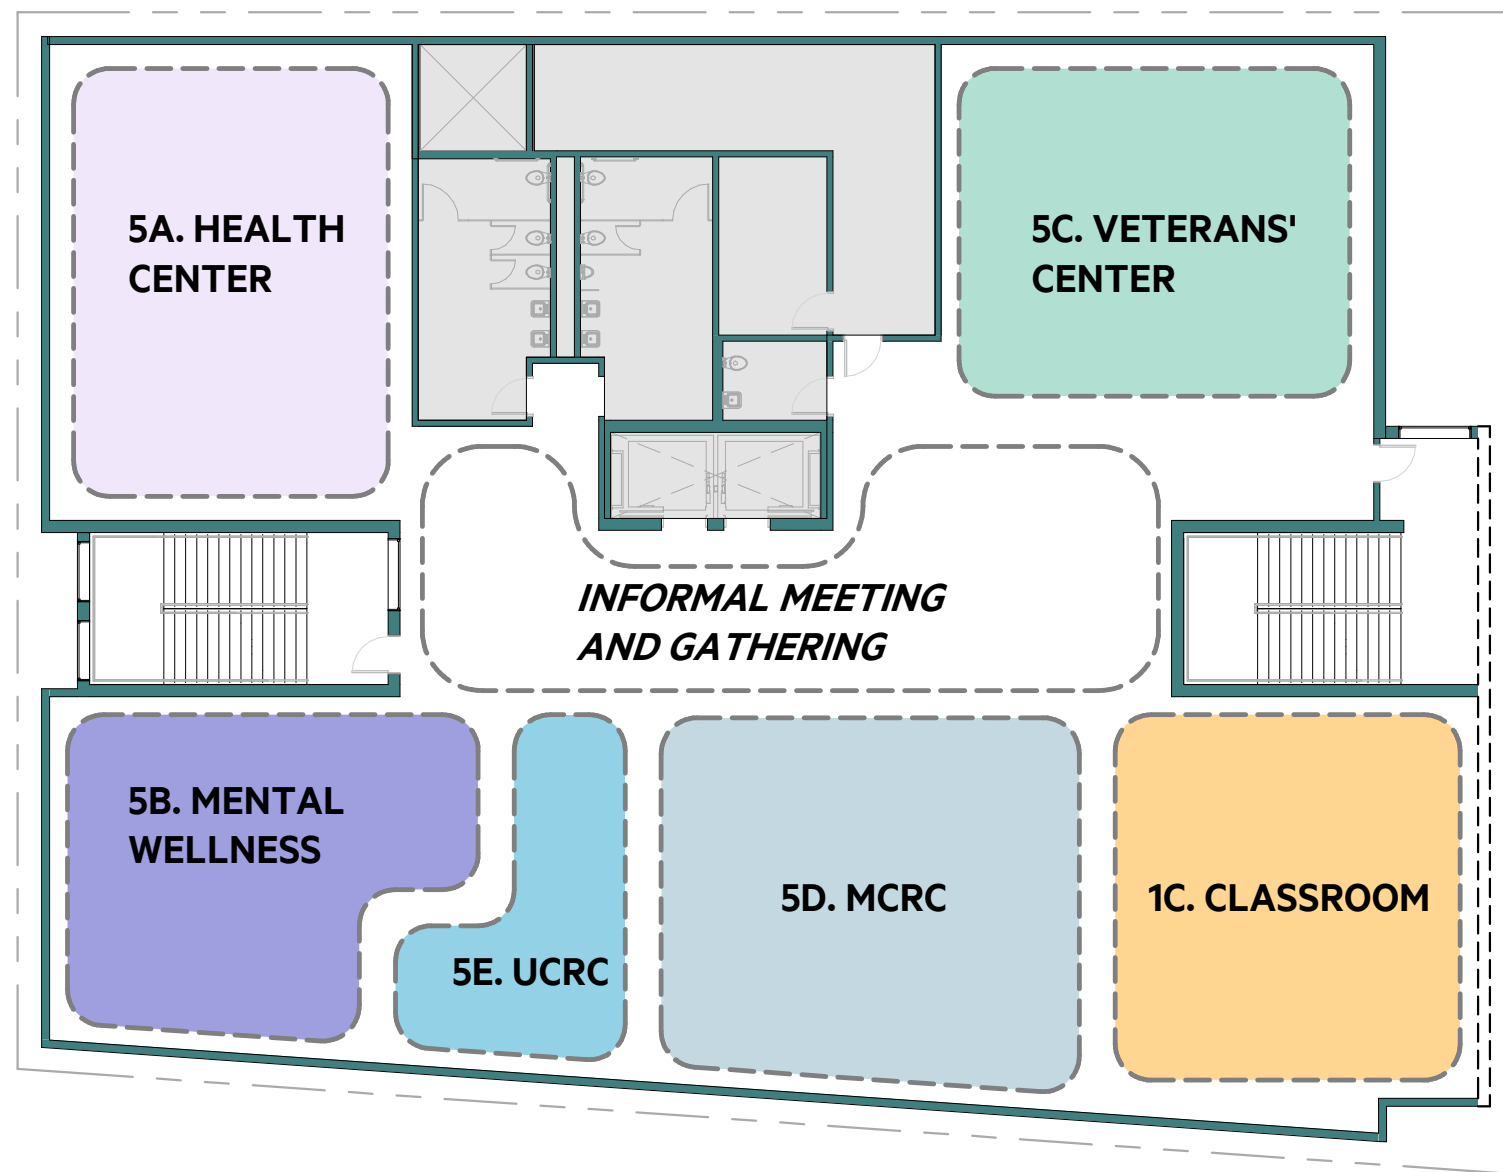 5A. HEALTH
CENTER
5C. VETERANS'
CENTER
INFORMAL MEETING
AND GATHERING
5B. MENTAL
WELLNESS
5E. UCRC
5D. MCRC
1C. CLASSROOM